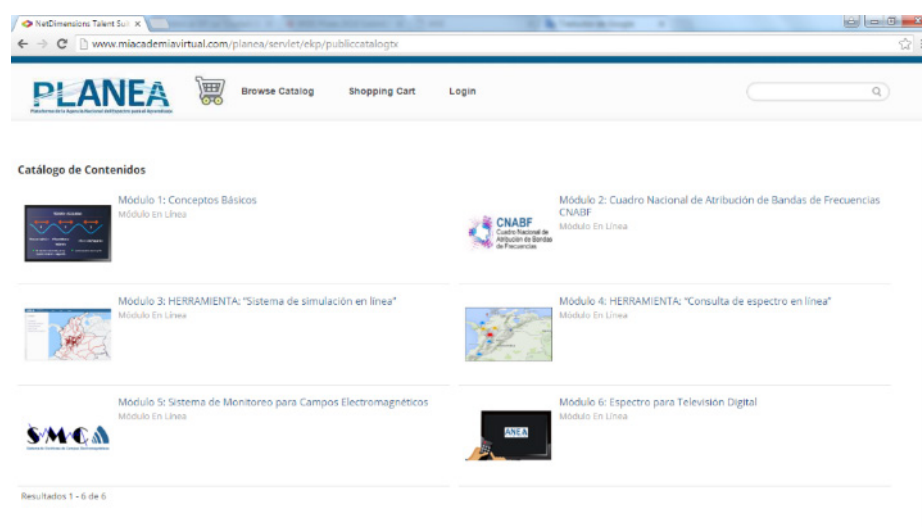 NetDimensions Talent Sui
www.miacademiavirtual.com/planea/servlet/ekp/publiccatalogtx
PLANEA
Browse Catalog
Shopping Cart
Login
Catálogo de Contenidos
Módulo 1: Conceptos Básicos
Módulo En Línea
CNABF
Cuadro Nacional de
Atribución de Bandas
de Frecuencias
Módulo 2: Cuadro Nacional de Atribución de Bandas de Frecuencias
CNABF
Módulo En Línea
Módulo 3: HERRAMIENTA: "Sistema de simulación en línea"
Módulo En Línea
Módulo 4: HERRAMIENTA: "Consulta de espectro en línea"
Módulo En Línea
SMC
Módulo 5: Sistema de Monitoreo para Campos Electromagnéticos
Módulo En Línea
ANE
Módulo 6: Espectro para Televisión Digital
Módulo En Línea
Resultados 1 - 6 de 6